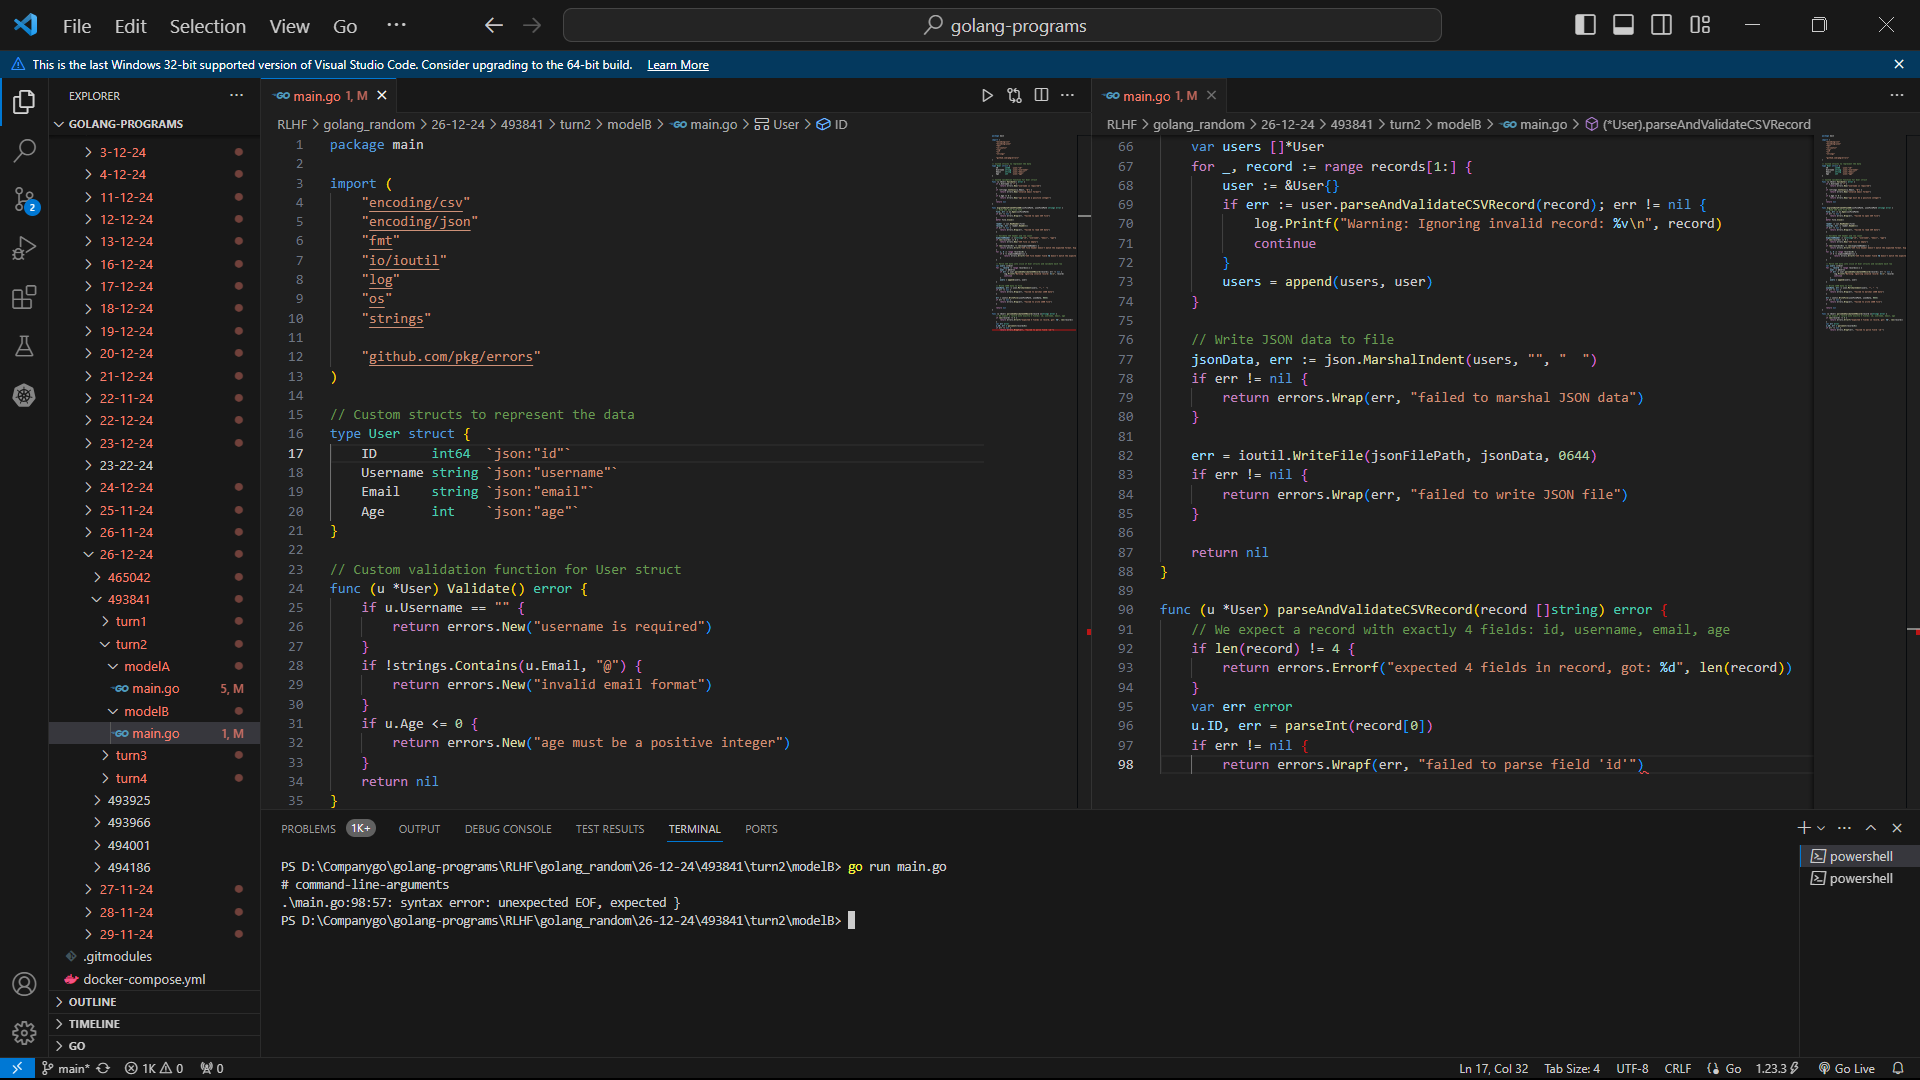 File Edit Selection View Go ··· golang-programs
This is the last Windows 32-bit supported version of Visual Studio Code. Consider upgrading to the 64-bit build. Learn More
EXPLORER
GOLANG-PROGRAMS
3-12-24
4-12-24
11-12-24
12-12-24
13-12-24
16-12-24
17-12-24
18-12-24
19-12-24
20-12-24
21-12-24
22-11-24
22-12-24
23-12-24
23-22-24
24-12-24
25-11-24
26-11-24
26-12-24
465042
493841
turn1
turn2
modelA
main.go 5, M
modelB
main.go 1, M
turn3
turn4
493925
493966
494001
494186
27-11-24
28-11-24
29-11-24
.gitmodules
docker-compose.yml
OUTLINE
TIMELINE
GO
2
main.go 1, M
RLHF > golang_random > 26-12-24 > 493841 > turn2 > modelB > main.go > User > ID
1 package main
2
3 import (
4 "encoding/csv"
5 "encoding/json"
6 "fmt"
7 "io/ioutil"
8 "log"
9 "os"
10 "strings"
11
12 "github.com/pkg/errors"
13 )
14
15 // Custom structs to represent the data
16 type User struct {
17 ID int64 `json:"id"`
18 Username string `json:"username"`
19 Email string `json:"email"`
20 Age int `json:"age"`
21 }
22
23 // Custom validation function for User struct
24 func (u *User) Validate() error {
25 if u.Username == "" {
26 return errors.New("username is required")
27 }
28 if !strings.Contains(u.Email, "@") {
29 return errors.New("invalid email format")
30 }
31 if u.Age <= 0 {
32 return errors.New("age must be a positive integer")
33 }
34 return nil
35 }
main.go 1, M
RLHF > golang_random > 26-12-24 > 493841 > turn2 > modelB > main.go > (*User).parseAndValidateCSVRecord
66 var users []*User
67 for _, record := range records[1:] {
68 user := &User{}
69 if err := user.parseAndValidateCSVRecord(record); err != nil {
70 log.Printf("Warning: Ignoring invalid record: %v\n", record)
71 continue
72 }
73 users = append(users, user)
74 }
75
76 // Write JSON data to file
77 jsonData, err := json.MarshalIndent(users, "", "  ")
78 if err != nil {
79 return errors.Wrap(err, "failed to marshal JSON data")
80 }
81
82 err = ioutil.WriteFile(jsonFilePath, jsonData, 0644)
83 if err != nil {
84 return errors.Wrap(err, "failed to write JSON file")
85 }
86
87 return nil
88 }
89
90 func (u *User) parseAndValidateCSVRecord(record []string) error {
91 // We expect a record with exactly 4 fields: id, username, email, age
92 if len(record) != 4 {
93 return errors.Errorf("expected 4 fields in record, got: %d", len(record))
94 }
95 var err error
96 u.ID, err = parseInt(record[0])
97 if err != nil {
98 return errors.Wrapf(err, "failed to parse field 'id'")
PROBLEMS 1K+ OUTPUT DEBUG CONSOLE TEST RESULTS TERMINAL PORTS
PS D:\Companygo\golang-programs\RLHF\golang_random\26-12-24\493841\turn2\modelB> go run main.go
# command-line-arguments
.\main.go:98:57: syntax error: unexpected EOF, expected }
PS D:\Companygo\golang-programs\RLHF\golang_random\26-12-24\493841\turn2\modelB>
powershell
powershell
main* 1K 0 0 Ln 17, Col 32 Tab Size: 4 UTF-8 CRLF Go 1.23.3 Go Live